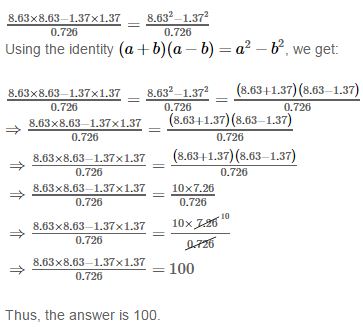 8.63×8.63−1.37×1.37 / 0.726 = 8.63² − 1.37² / 0.726
Using the identity (a + b)(a − b) = a² − b², we get:
8.63×8.63−1.37×1.37 / 0.726 = 8.63²−1.37² / 0.726 = (8.63+1.37)(8.63−1.37) / 0.726
⇒ 8.63×8.63−1.37×1.37 / 0.726 = (8.63+1.37)(8.63−1.37) / 0.726
⇒ 8.63×8.63−1.37×1.37 / 0.726 = (8.63+1.37)(8.63−1.37) / 0.726
⇒ 8.63×8.63−1.37×1.37 / 0.726 = 10×7.26 / 0.726
⇒ 8.63×8.63−1.37×1.37 / 0.726 = 10× 7.26 10 / 0.726
⇒ 8.63×8.63−1.37×1.37 / 0.726 = 100
Thus, the answer is 100.